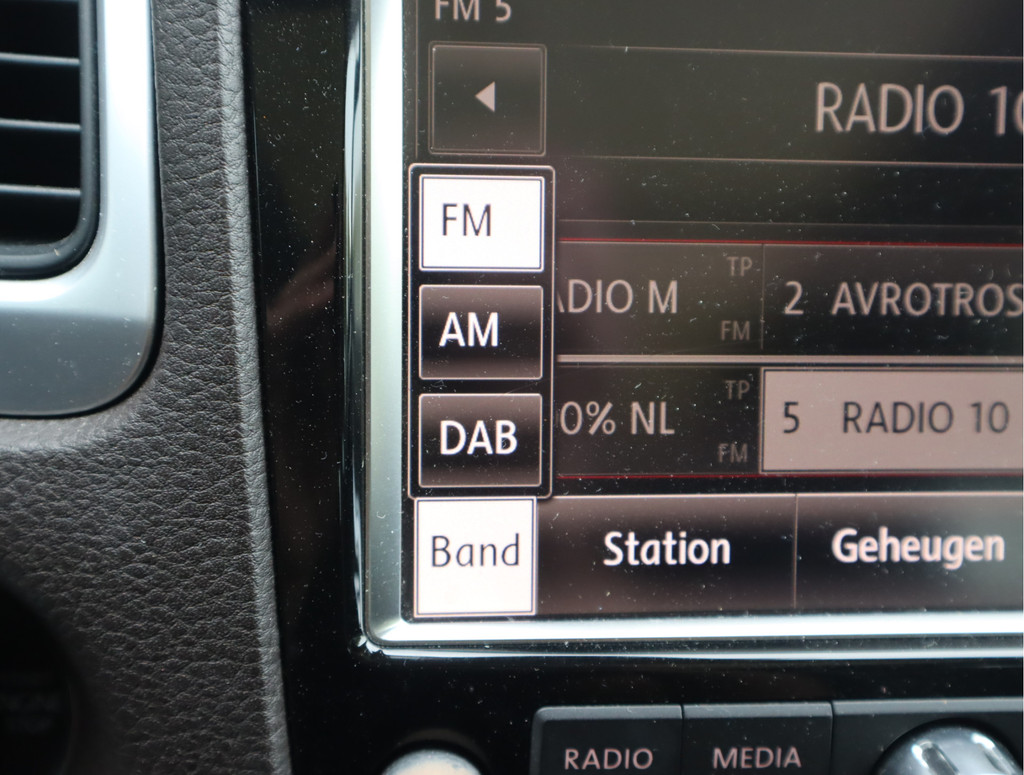 FM 5
RADIO 10
FM
TP
ADIO M
2 AVROTROS
FM
AM
TP
0% NL
5 RADIO 10
FM
DAB
Band
Station
Geheugen
RADIO
MEDIA